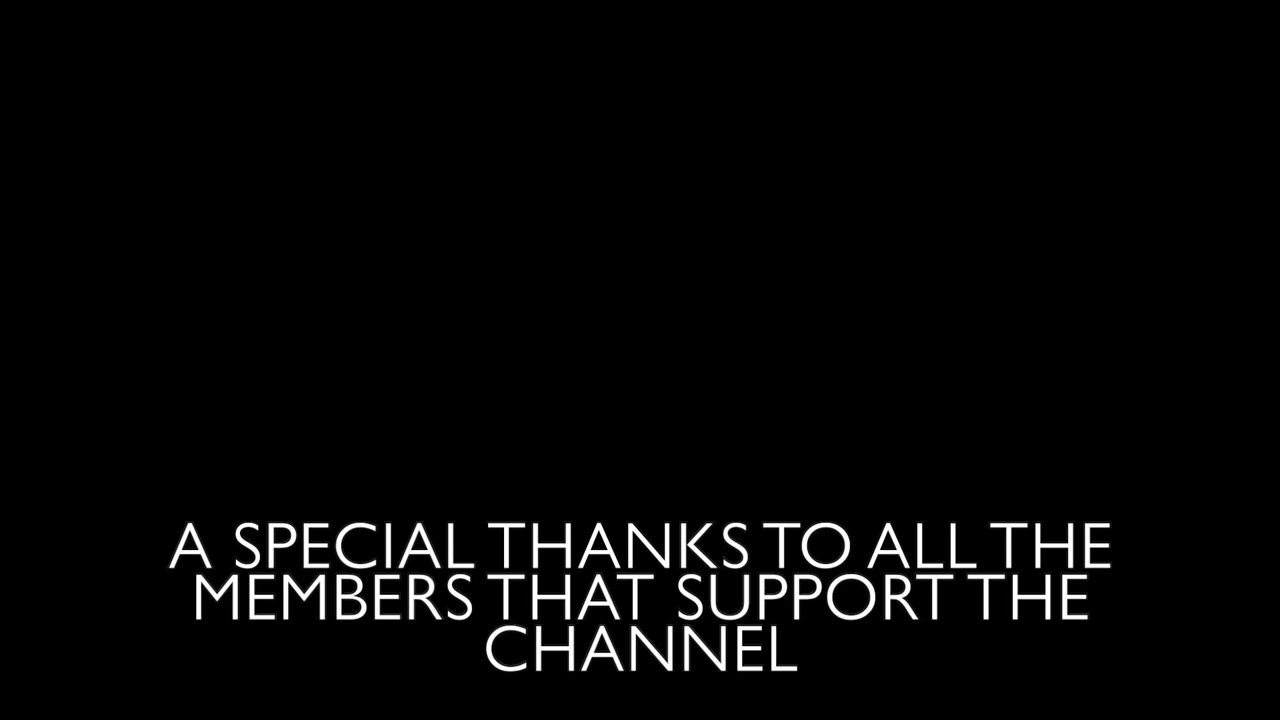 A SPECIAL THANKS TO ALL THE
MEMBERS THAT SUPPORT THE
CHANNEL